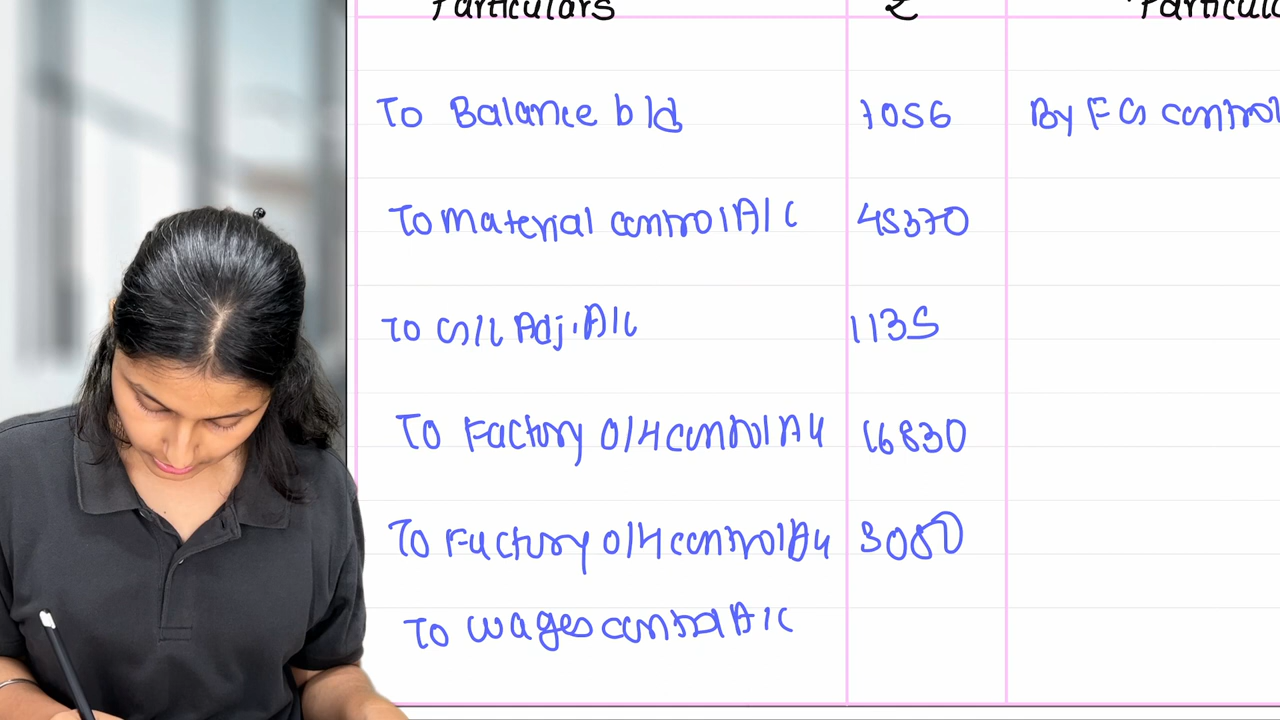 Particulars ₹ Particula
To Balance b/d 7056 By FG control
To Material control A/C 45370
To G/L Adj. A/C 1135
To Factory O/H control A/C 16830
To Factory O/H control A/C 3080
To wages control A/C